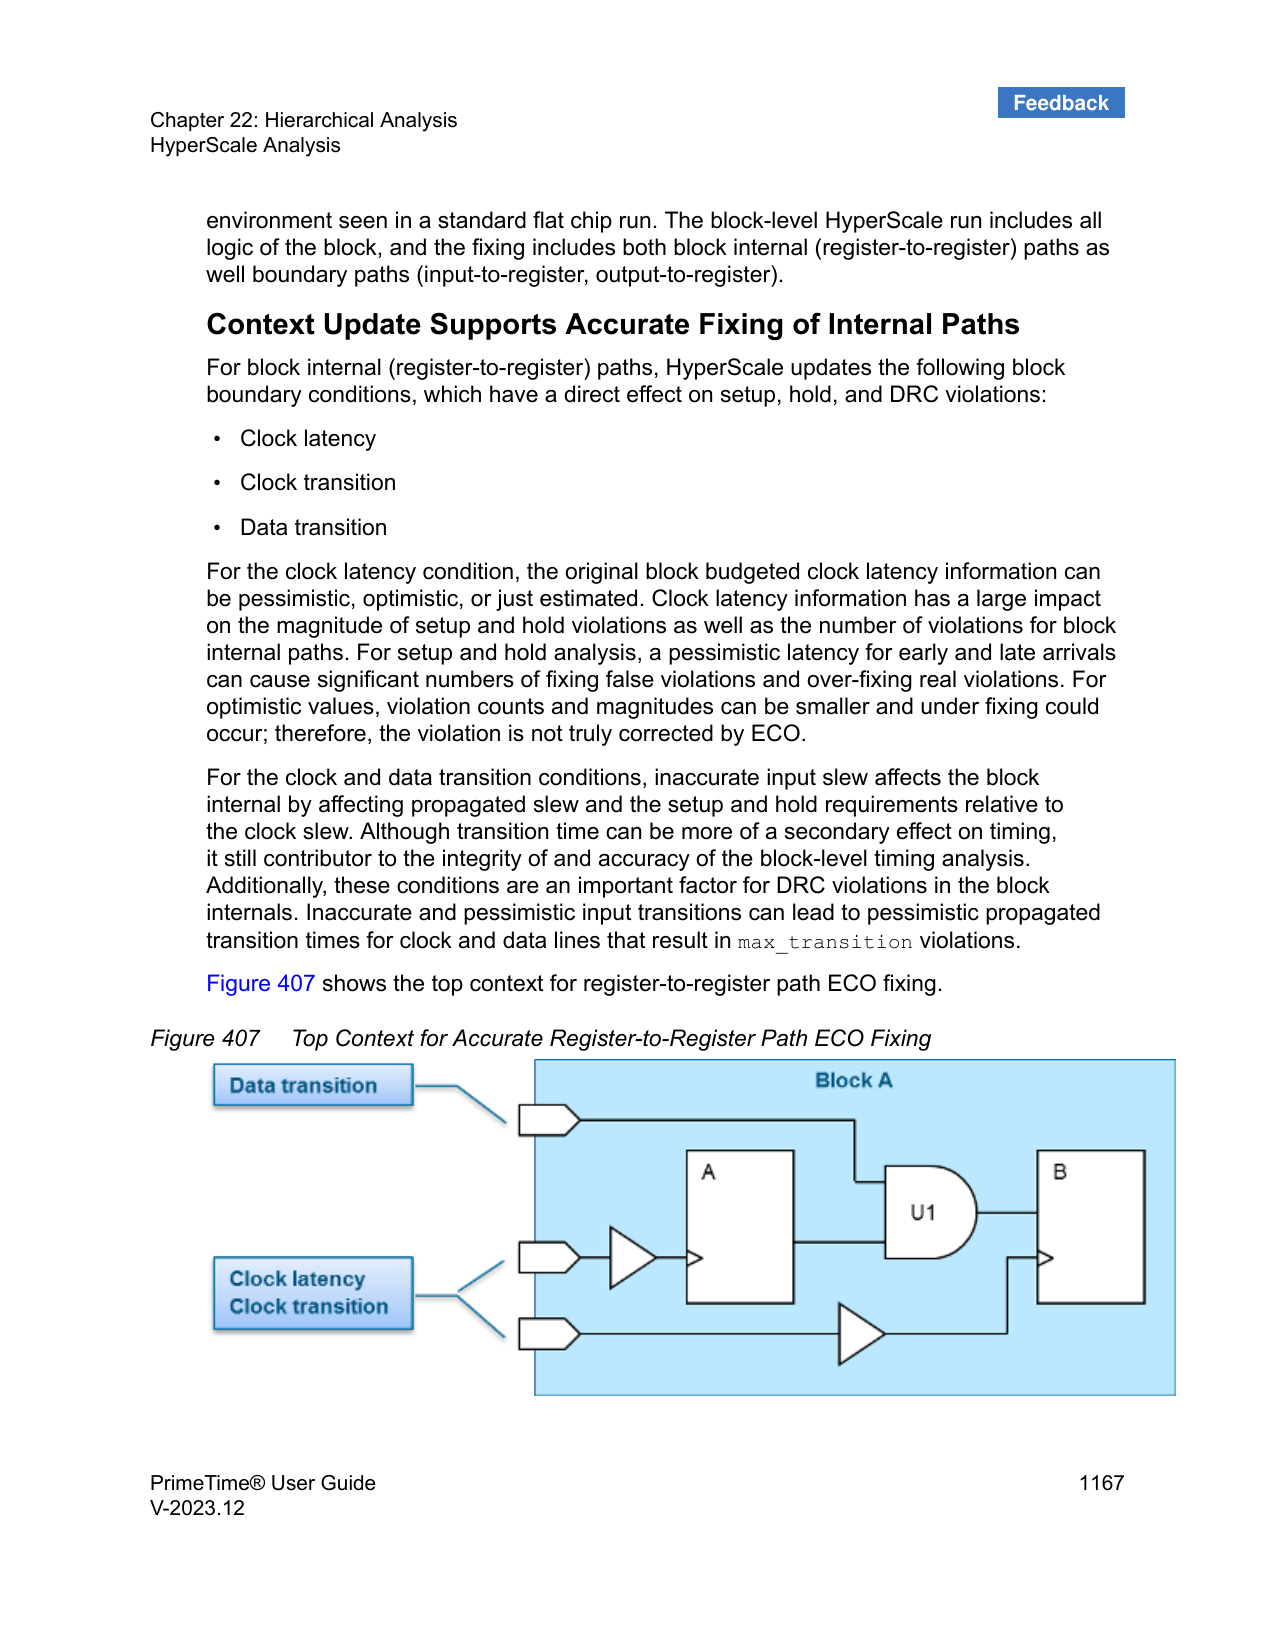 Feedback
Chapter 22: Hierarchical Analysis
HyperScale Analysis
environment seen in a standard flat chip run. The block-level HyperScale run includes all
logic of the block, and the fixing includes both block internal (register-to-register) paths as
well boundary paths (input-to-register, output-to-register).
Context Update Supports Accurate Fixing of Internal Paths
For block internal (register-to-register) paths, HyperScale updates the following block
boundary conditions, which have a direct effect on setup, hold, and DRC violations:
• Clock latency
• Clock transition
• Data transition
For the clock latency condition, the original block budgeted clock latency information can
be pessimistic, optimistic, or just estimated. Clock latency information has a large impact
on the magnitude of setup and hold violations as well as the number of violations for block
internal paths. For setup and hold analysis, a pessimistic latency for early and late arrivals
can cause significant numbers of fixing false violations and over-fixing real violations. For
optimistic values, violation counts and magnitudes can be smaller and under fixing could
occur; therefore, the violation is not truly corrected by ECO.
For the clock and data transition conditions, inaccurate input slew affects the block
internal by affecting propagated slew and the setup and hold requirements relative to
the clock slew. Although transition time can be more of a secondary effect on timing,
it still contributor to the integrity of and accuracy of the block-level timing analysis.
Additionally, these conditions are an important factor for DRC violations in the block
internals. Inaccurate and pessimistic input transitions can lead to pessimistic propagated
transition times for clock and data lines that result in max_transition violations.
Figure 407 shows the top context for register-to-register path ECO fixing.
Figure 407 Top Context for Accurate Register-to-Register Path ECO Fixing
Data transition
Block A
A
B
U1
Clock latency
Clock transition
PrimeTime® User Guide
V-2023.12
1167